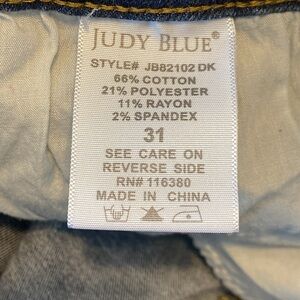 JUDY BLUE®
STYLE# JB82102 DK
66% COTTON
21% POLYESTER
11% RAYON
2% SPANDEX
31
SEE CARE ON
REVERSE SIDE
RN# 116380
MADE IN CHINA